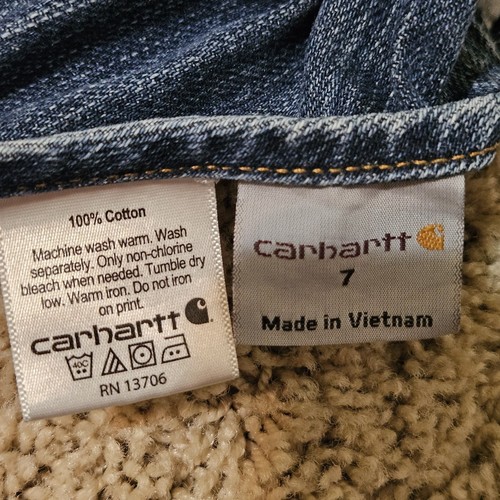 100% Cotton
Machine wash warm. Wash
separately. Only non-chlorine
bleach when needed. Tumble dry
low. Warm iron. Do not iron
on print.
carhartt
40C
RN 13706
carhartt
7
Made in Vietnam